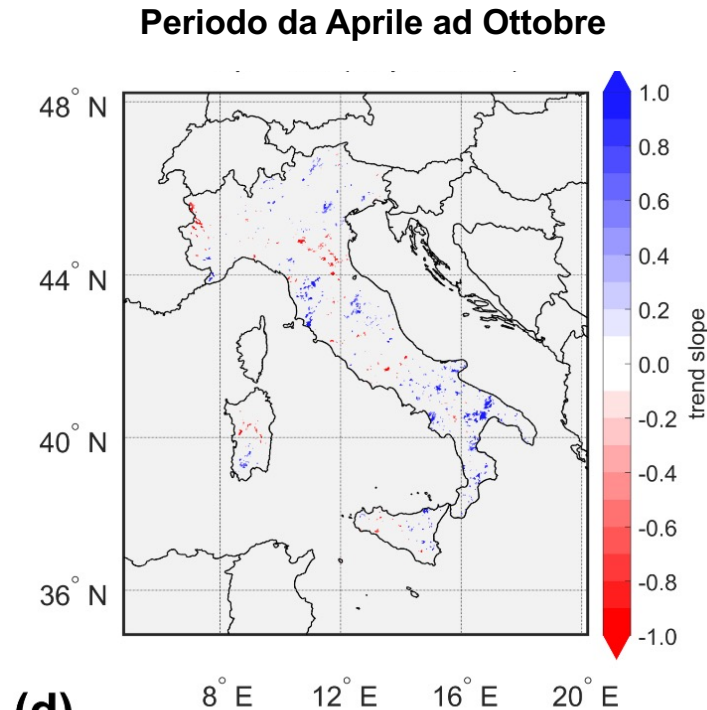 Periodo da Aprile ad Ottobre
48° N
44° N
40° N
36° N
8° E
12° E
16° E
20° E
1.0
0.8
0.6
0.4
0.2
0.0
-0.2
-0.4
-0.6
-0.8
-1.0
trend slope
(d)